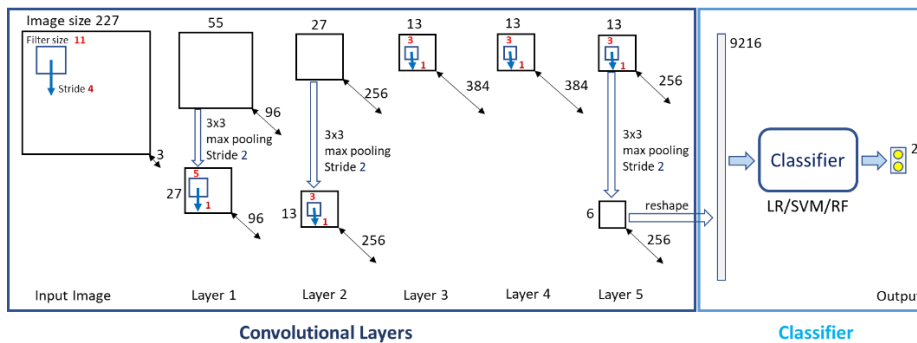 Image size 227
Filter size 11
Stride 4
3
Input Image
55
96
3x3
max pooling
Stride 2
27
5
1
96
Layer 1
27
256
3x3
max pooling
Stride 2
13
3
1
256
Layer 2
13
3
1
384
Layer 3
13
3
1
384
Layer 4
13
3
1
256
3x3
max pooling
Stride 2
6
256
reshape
Layer 5
9216
Classifier
LR/SVM/RF
2
Output
Convolutional Layers
Classifier